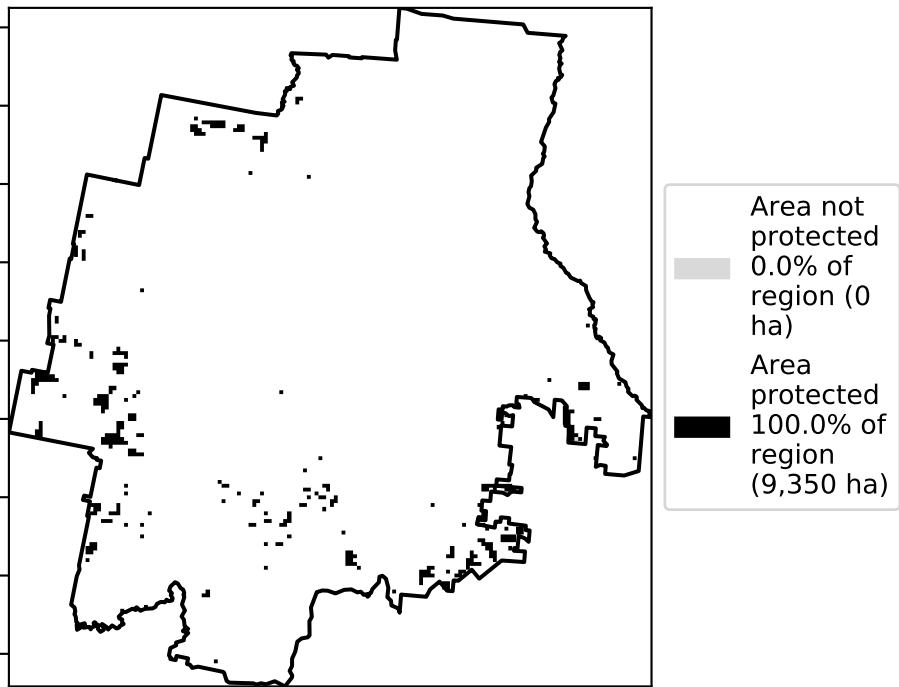 Area not
protected
0.0% of
region (0
ha)
Area
protected
100.0% of
region
(9,350 ha)